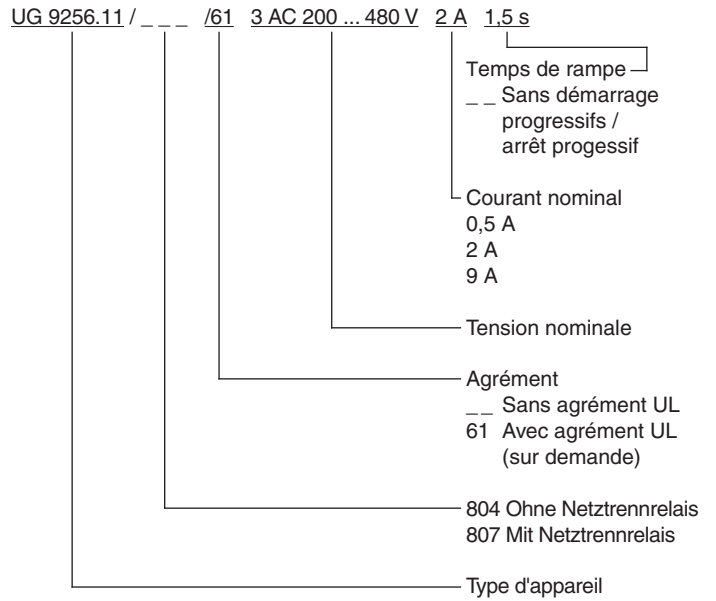 UG 9256.11 / _ _ _ /61 3 AC 200 ... 480 V 2 A 1,5 s
Temps de rampe
_ _ Sans démarrage
progressifs /
arrêt progessif
Courant nominal
0,5 A
2 A
9 A
Tension nominale
Agrément
_ _ Sans agrément UL
61 Avec agrément UL
(sur demande)
804 Ohne Netztrennrelais
807 Mit Netztrennrelais
Type d'appareil